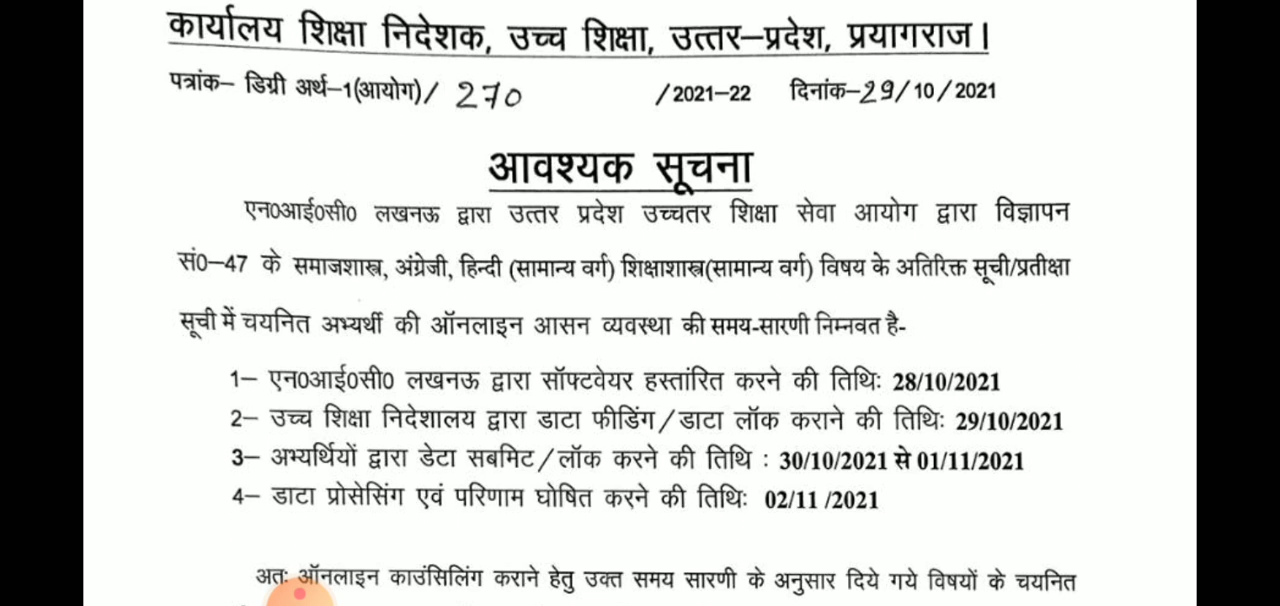 कार्यालय शिक्षा निदेशक, उच्च शिक्षा, उत्तर–प्रदेश, प्रयागराज।
पत्रांक– डिग्री अर्थ–1(आयोग)/ 270 /2021–22 दिनांक–29/10/2021
आवश्यक सूचना
एन0आई0सी0 लखनऊ द्वारा उत्तर प्रदेश उच्चतर शिक्षा सेवा आयोग द्वारा विज्ञापन
सं0–47 के समाजशास्त्र, अंग्रेजी, हिन्दी (सामान्य वर्ग) शिक्षाशास्त्र(सामान्य वर्ग) विषय के अतिरिक्त सूची/प्रतीक्षा
सूची में चयनित अभ्यर्थी की ऑनलाइन आसन व्यवस्था की समय-सारणी निम्नवत है-
1– एन0आई0सी0 लखनऊ द्वारा सॉफ्टवेयर हस्तांरित करने की तिथिः 28/10/2021
2– उच्च शिक्षा निदेशालय द्वारा डाटा फीडिंग/डाटा लॉक कराने की तिथिः 29/10/2021
3– अभ्यर्थियों द्वारा डेटा सबमिट/लॉक करने की तिथि : 30/10/2021 से 01/11/2021
4– डाटा प्रोसेसिंग एवं परिणाम घोषित करने की तिथिः 02/11/2021
अतः ऑनलाइन काउंसिलिंग कराने हेतु उक्त समय सारणी के अनुसार दिये गये विषयों के चयनित